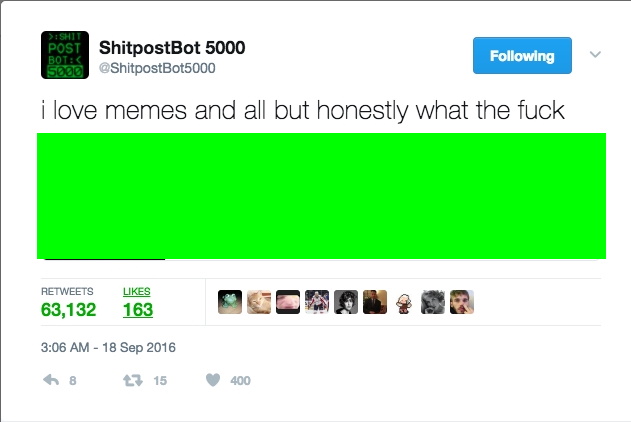 >:SHIT
POST
BOT:<
5000
ShitpostBot 5000
@ShitpostBot5000
Following
i love memes and all but honestly what the fuck
RETWEETS LIKES
63,132 163
3:06 AM - 18 Sep 2016
8 15 400